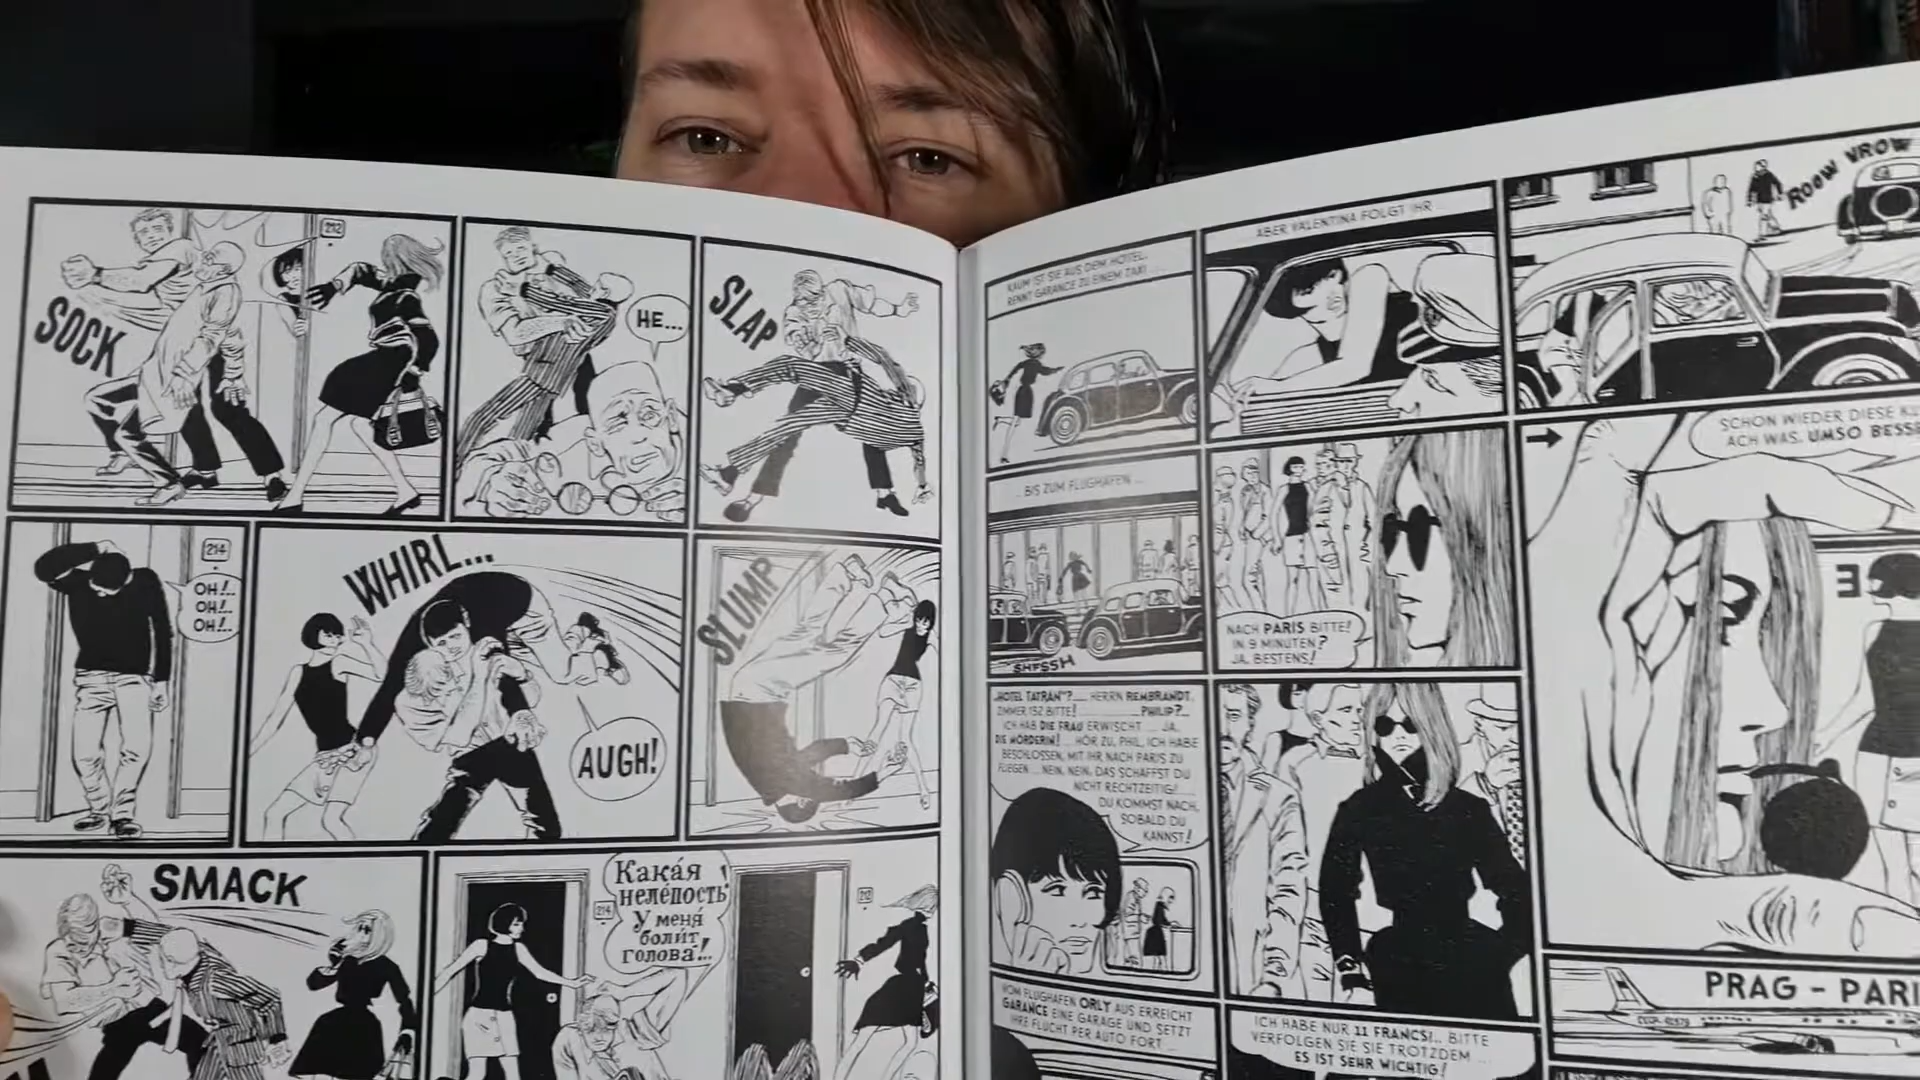 212
SOCK
HE...
SLAP
214
OH!..
OH!..
OH!..
WHIRL...
AUGH!
SLUMP
SMACK
214
Какая
нелепость
У меня
болит
голова!..
212
KAUM IST SIE AUS DEM HOTEL,
RENNT GARANCE ZU EINEM TAXI ...
... ABER VALENTINA FOLGT IHR ...
ROOW VROW
... BIS ZUM FLUGHAFEN ...
SHFSSH
NACH PARIS BITTE!
IN 9 MINUTEN?
JA, BESTENS!
SCHON WIEDER DIESE
ACH WAS, UMSO
„HOTEL TATRAN“? ..... HERRN REMBRANDT,
ZIMMER 132 BITTE! ..... PHILIP?...
ICH HAB DIE FRAU ERWISCHT ... JA,
DIE MÖRDERIN! ... HÖR ZU, PHIL, ICH HABE
BESCHLOSSEN, MIT IHR NACH PARIS ZU
FLIEGEN ... NEIN, NEIN, DAS SCHAFFST DU
NICHT RECHTZEITIG! ...
DU KOMMST NACH,
SOBALD DU
KANNST!
VOM FLUGHAFEN ORLY AUS ERREICHT
GARANCE EINE GARAGE UND SETZT
IHRE FLUCHT PER AUTO FORT ...
ICH HABE NUR 11 FRANCS!.. BITTE
VERFOLGEN SIE SIE TROTZDEM ...
ES IST SEHR WICHTIG!
PRAG - PARI